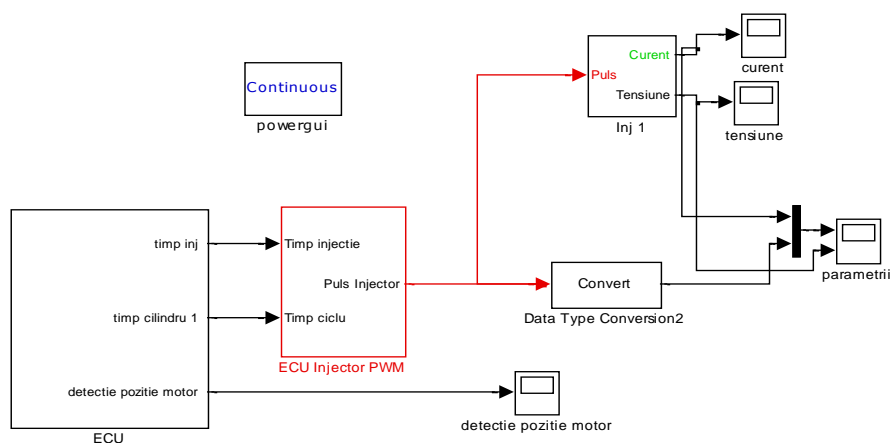 curent
Curent
Puls
Tensiune
Inj 1
tensiune
Continuous
powergui
timp inj
timp cilindru 1
detectie pozitie motor
ECU
Timp injectie
Puls Injector
Timp ciclu
ECU Injector PWM
Convert
Data Type Conversion2
parametrii
detectie pozitie motor